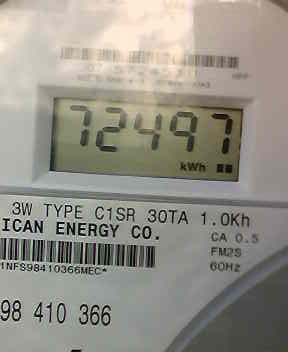 72497
kWh
3W TYPE C1SR 30TA 1.0Kh
ICAN ENERGY CO.
CA 0.5
FM2S
60Hz
1NFS98410366MEC*
98 410 366